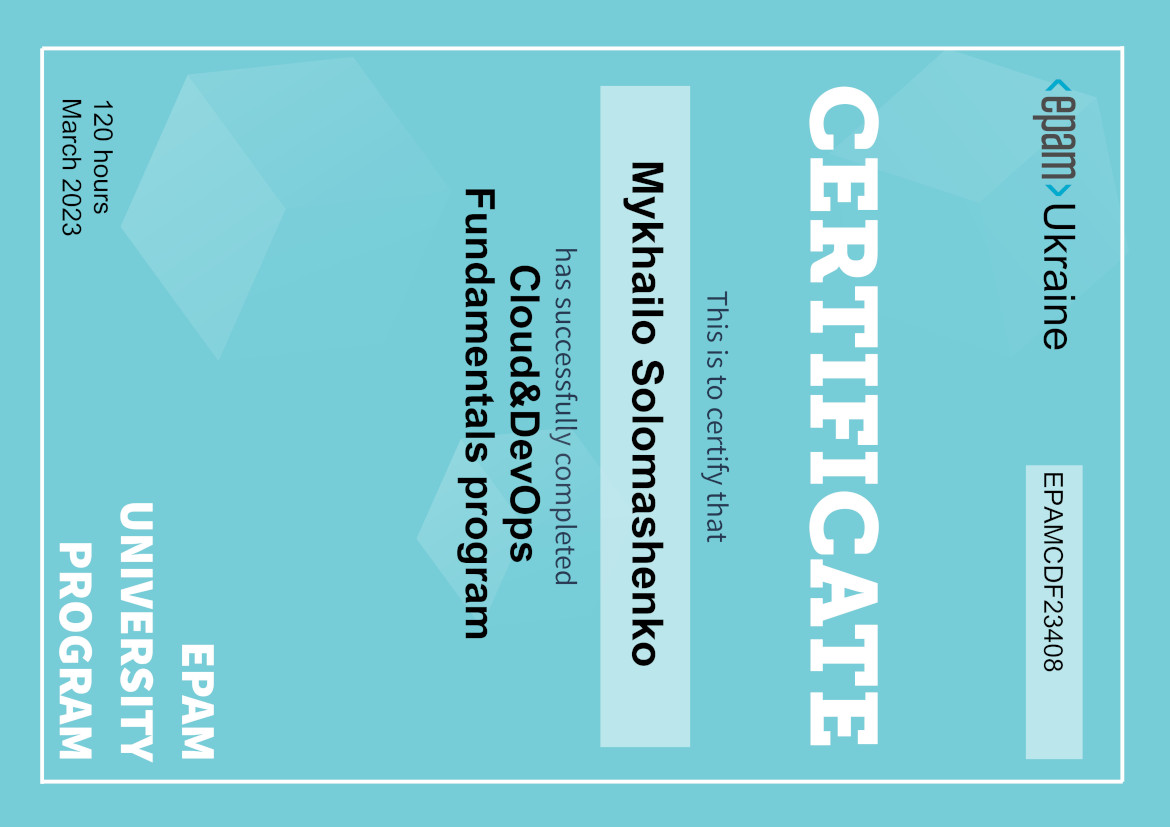 <epam> Ukraine
EPAMCDF23408
CERTIFICATE
This is to certify that
Mykhailo Solomashenko
has successfully completed
Cloud&DevOps
Fundamentals program
120 hours
March 2023
EPAM
UNIVERSITY
PROGRAM